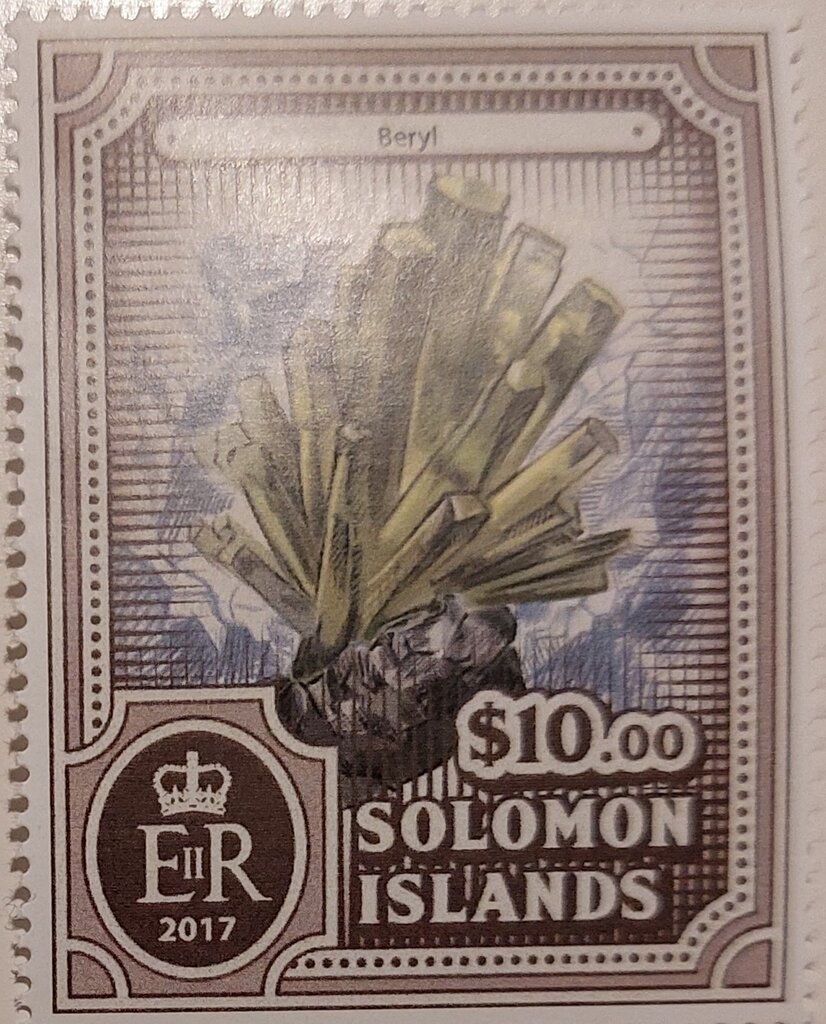 Beryl
$10.00
SOLOMON
ISLANDS
EIIR
2017